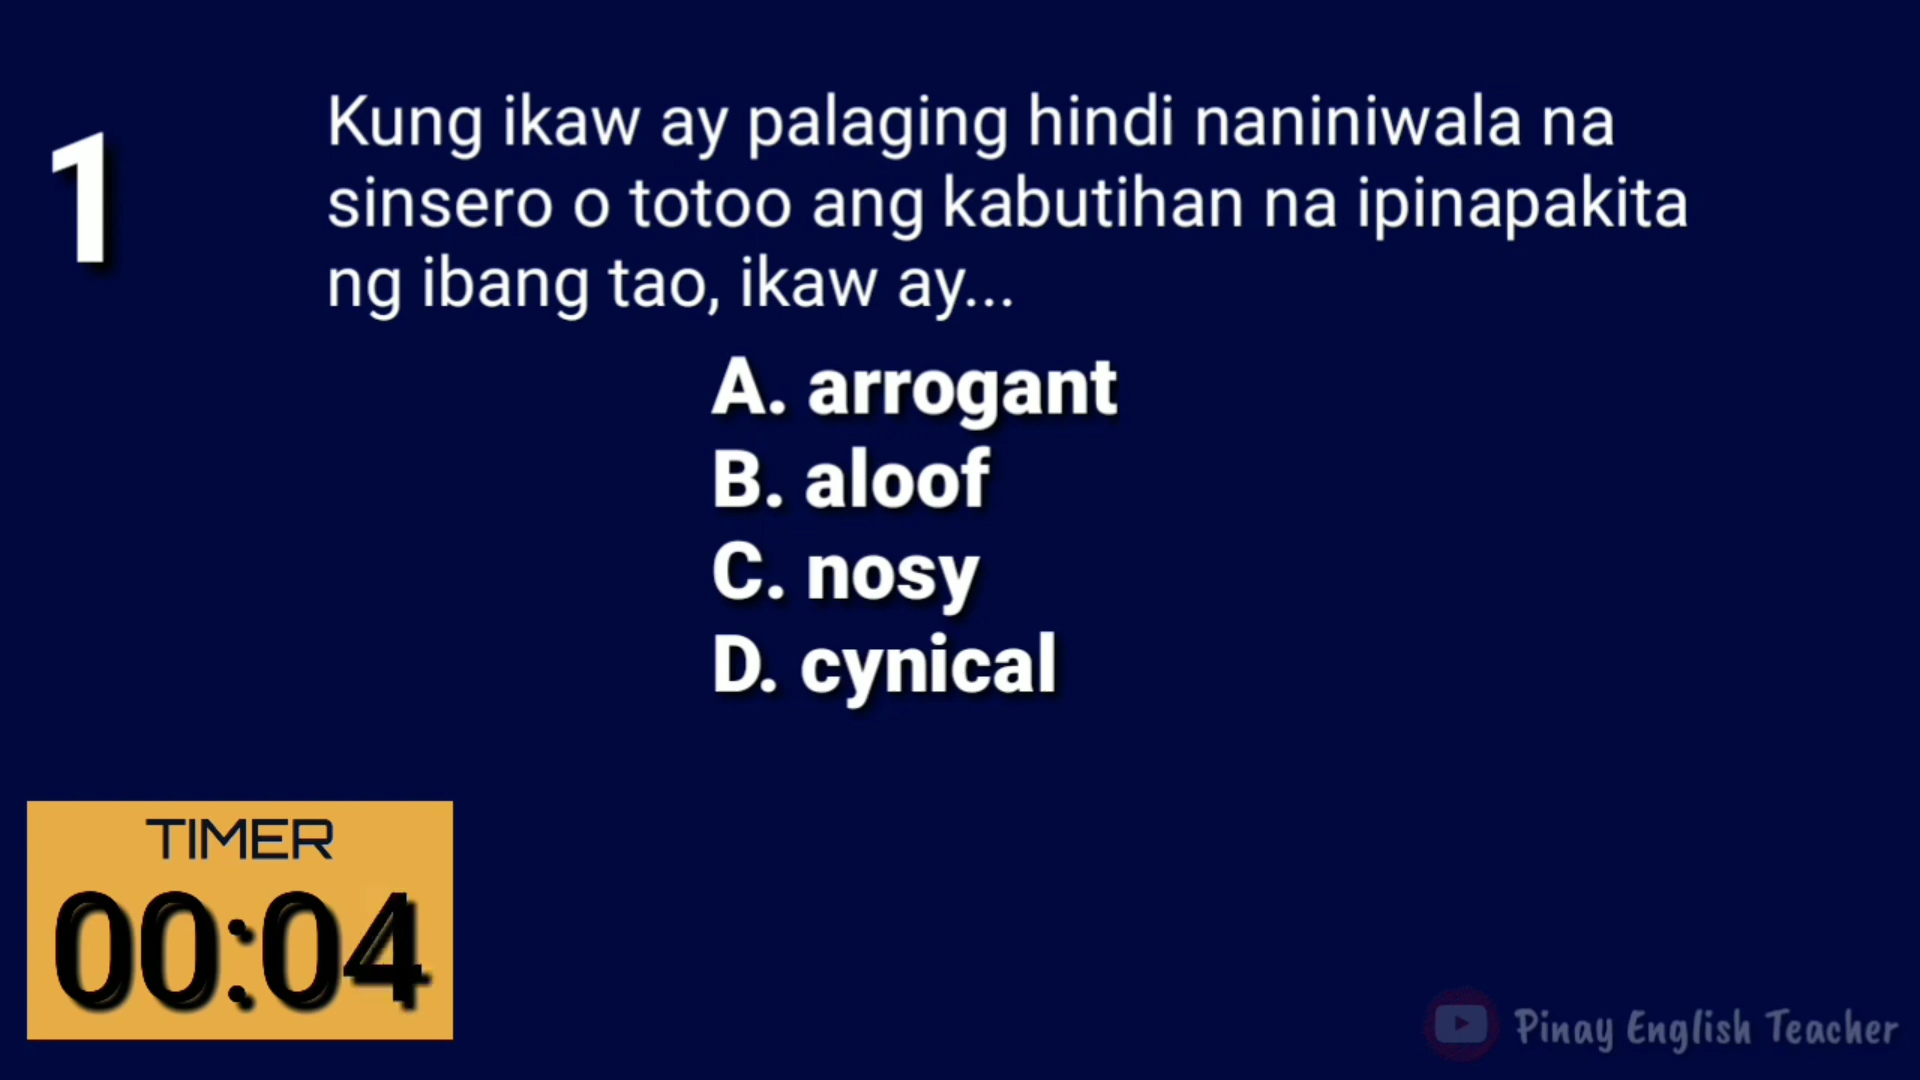 1
Kung ikaw ay palaging hindi naniniwala na
sinsero o totoo ang kabutihan na ipinapakita
ng ibang tao, ikaw ay...
A. arrogant
B. aloof
C. nosy
D. cynical
TIMER
00:04
Pinay English Teacher